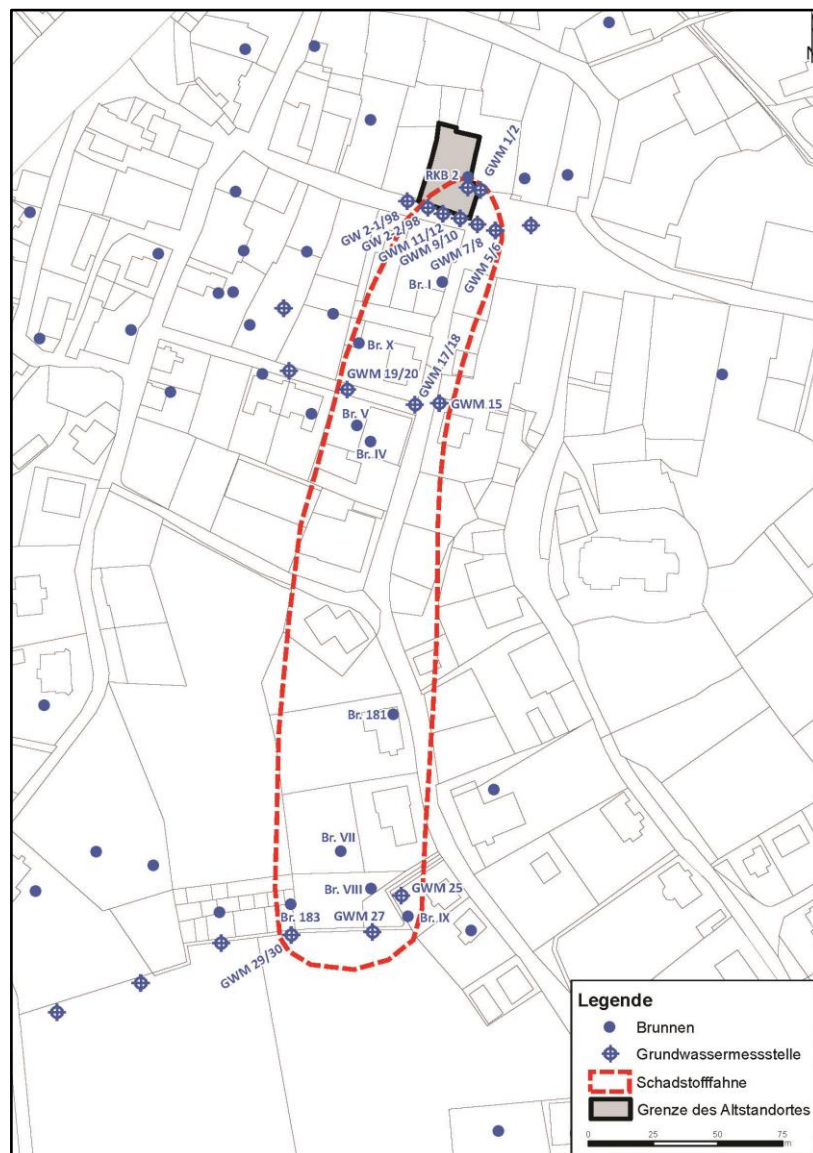 N
GWM 1/2
RKB 2
GW 2-1/98
GW 2-2/98
GWM 11/12
GWM 9/10
GWM 7/8
GWM 5/6
Br. I
Br. X
GWM 17/18
GWM 19/20
GWM 15
Br. V
Br. IV
Br. 181
Br. VII
Br. VIII
GWM 25
Br. 183
GWM 27
Br. IX
GWM 29/30
Legende
Brunnen
Grundwassermessstelle
Schadstofffahne
Grenze des Altstandortes
0 25 50 75
m